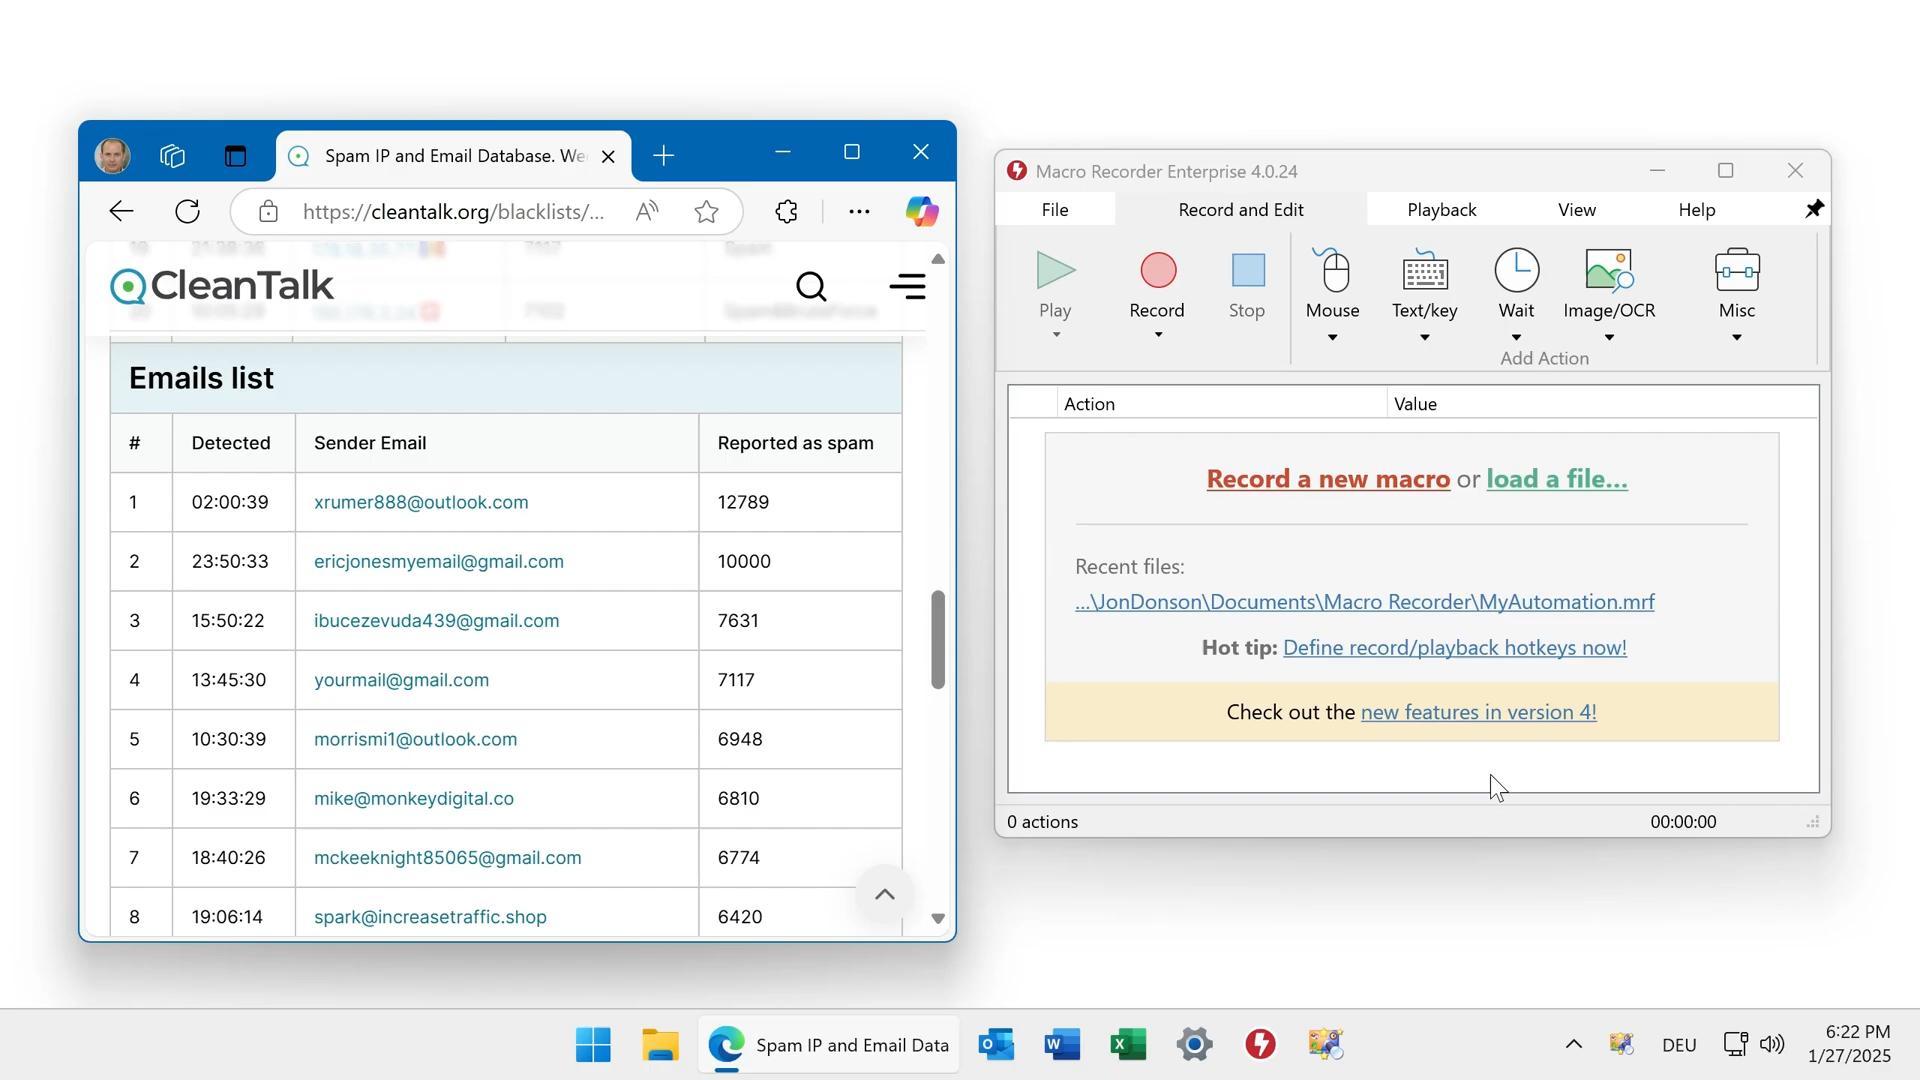 Spam IP and Email Database. We
https://cleantalk.org/blacklists/...
CleanTalk
Emails list
# Detected Sender Email Reported as spam
1 02:00:39 xrumer888@outlook.com 12789
2 23:50:33 ericjonesmyemail@gmail.com 10000
3 15:50:22 ibucezevuda439@gmail.com 7631
4 13:45:30 yourmail@gmail.com 7117
5 10:30:39 morrismi1@outlook.com 6948
6 19:33:29 mike@monkeydigital.co 6810
7 18:40:26 mckeeknight85065@gmail.com 6774
8 19:06:14 spark@increasetraffic.shop 6420
Macro Recorder Enterprise 4.0.24
File Record and Edit Playback View Help
Play Record Stop Mouse Text/key Wait Image/OCR Misc
Add Action
Action Value
Record a new macro or load a file...
Recent files:
...\JonDonson\Documents\Macro Recorder\MyAutomation.mrf
Hot tip: Define record/playback hotkeys now!
Check out the new features in version 4!
0 actions 00:00:00
Spam IP and Email Data
DEU
6:22 PM
1/27/2025